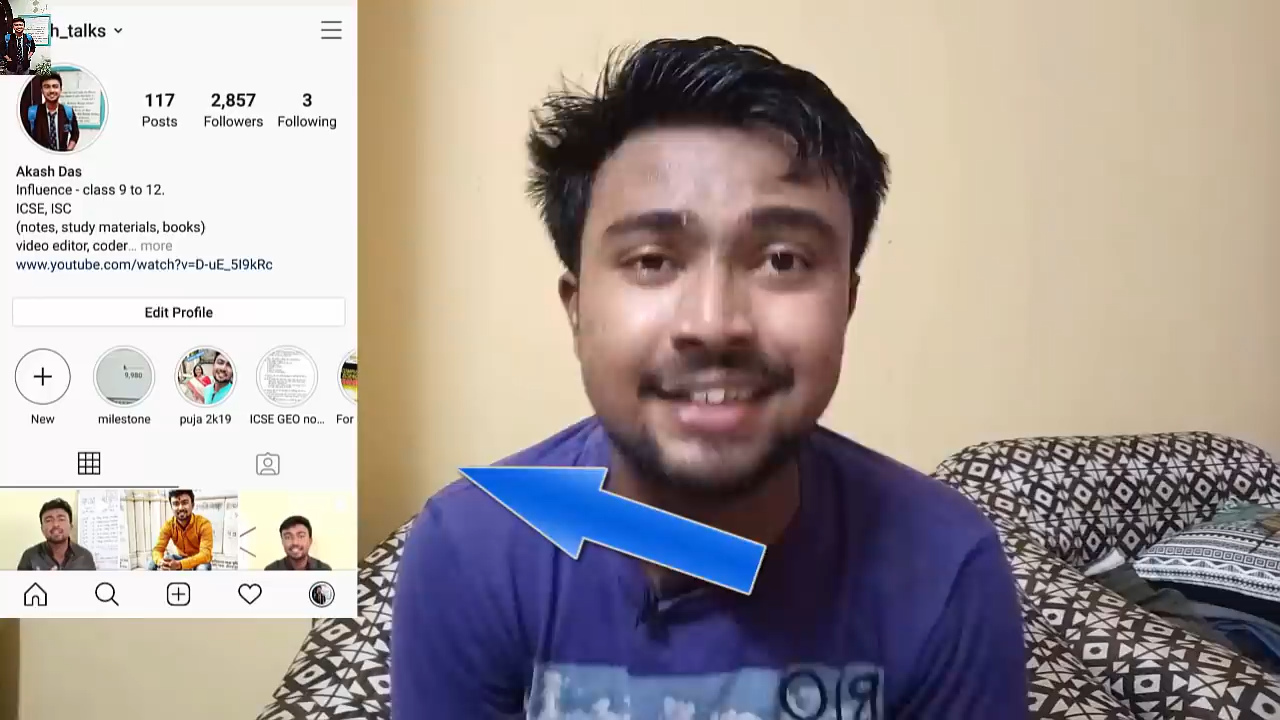 h_talks
117
2,857
3
Posts
Followers
Following
Akash Das
Influence - class 9 to 12.
ICSE, ISC
(notes, study materials, books)
video editor, coder... more
www.youtube.com/watch?v=D-uE_5I9kRc
Edit Profile
9,980
New
milestone
puja 2k19
ICSE GEO no...
For